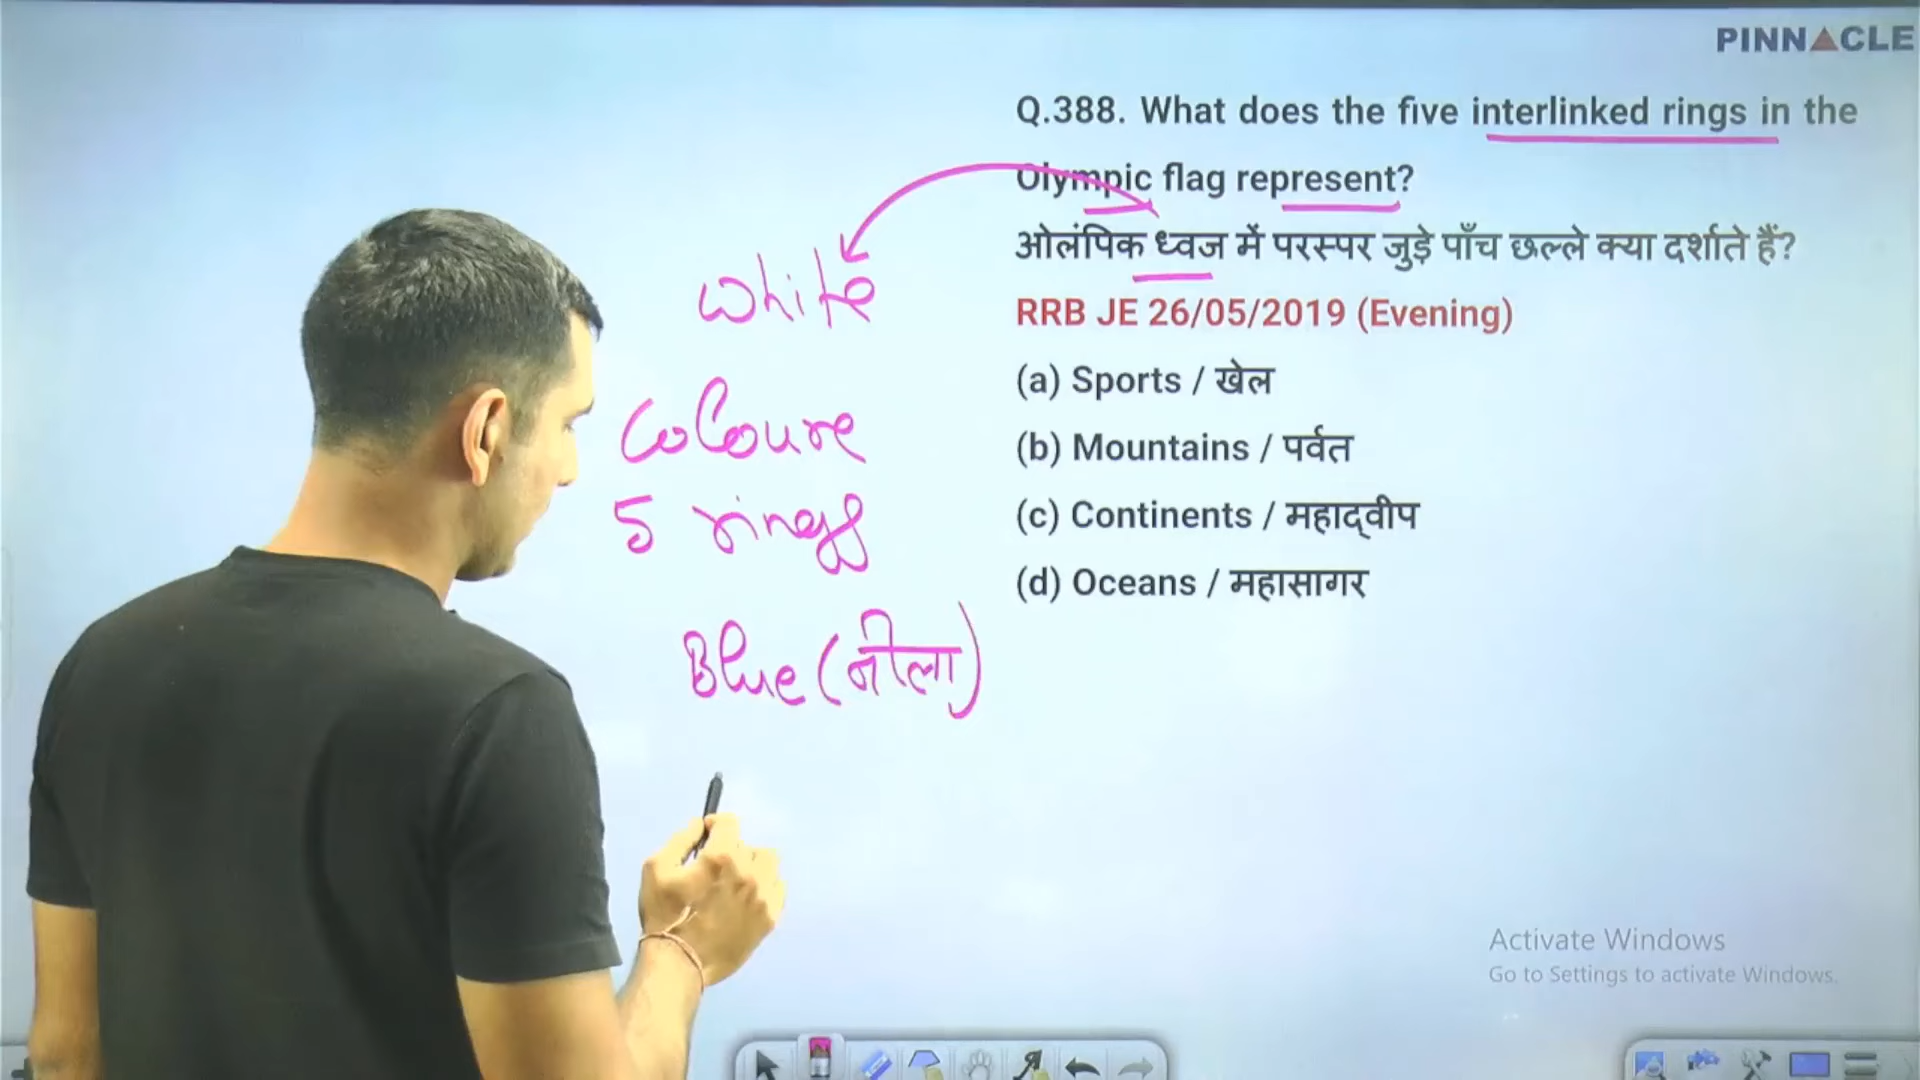 PINNACLE
Q.388. What does the five interlinked rings in the
Olympic flag represent?
ओलंपिक ध्वज में परस्पर जुड़े पाँच छल्ले क्या दर्शाते हैं?
RRB JE 26/05/2019 (Evening)
(a) Sports / खेल
(b) Mountains / पर्वत
(c) Continents / महाद्वीप
(d) Oceans / महासागर
white
Coloure
5 rings
Blue (नीला)
Activate Windows
Go to Settings to activate Windows.